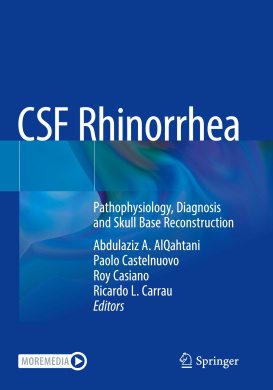 CSF Rhinorrhea
Pathophysiology, Diagnosis
and Skull Base Reconstruction
Abdulaziz A. AlQahtani
Paolo Castelnuovo
Roy Casiano
Ricardo L. Carrau
Editors
MOREMEDIA
Springer